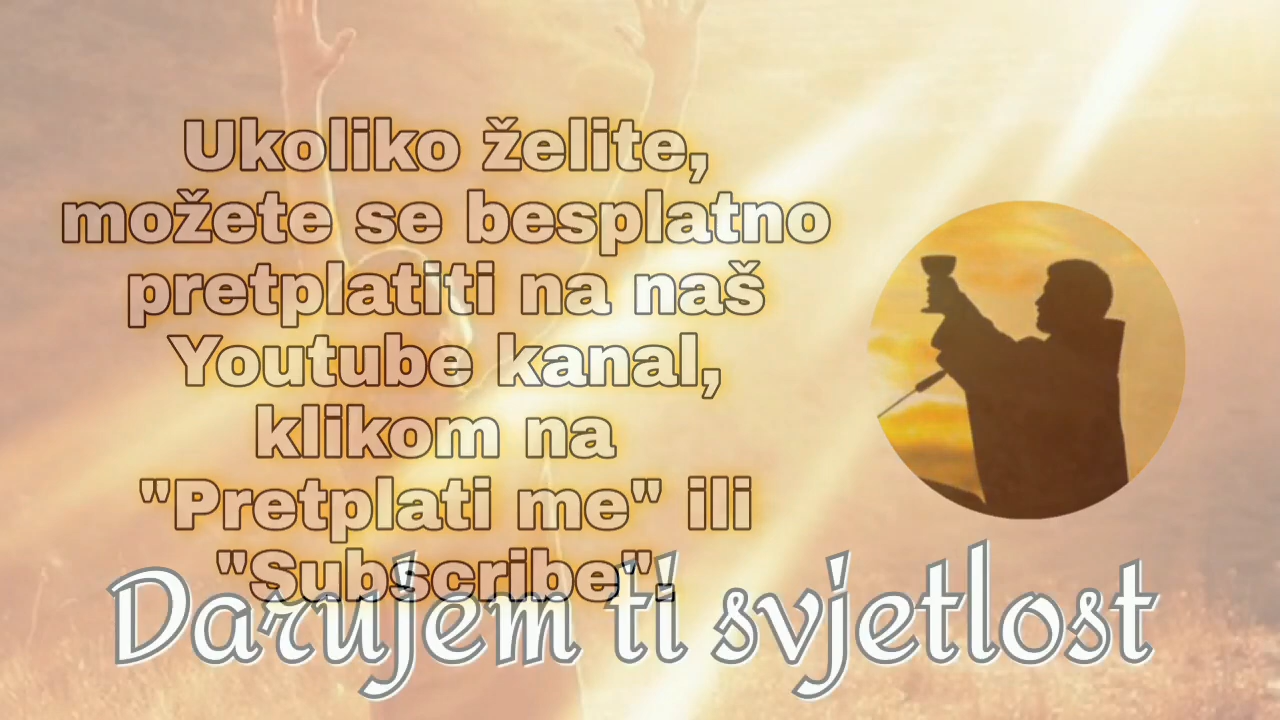 Ukoliko želite,
možete se besplatno
pretplatiti na naš
Youtube kanal,
klikom na
"Pretplati me" ili
"Subscribe".
Darujem ti svjetlost